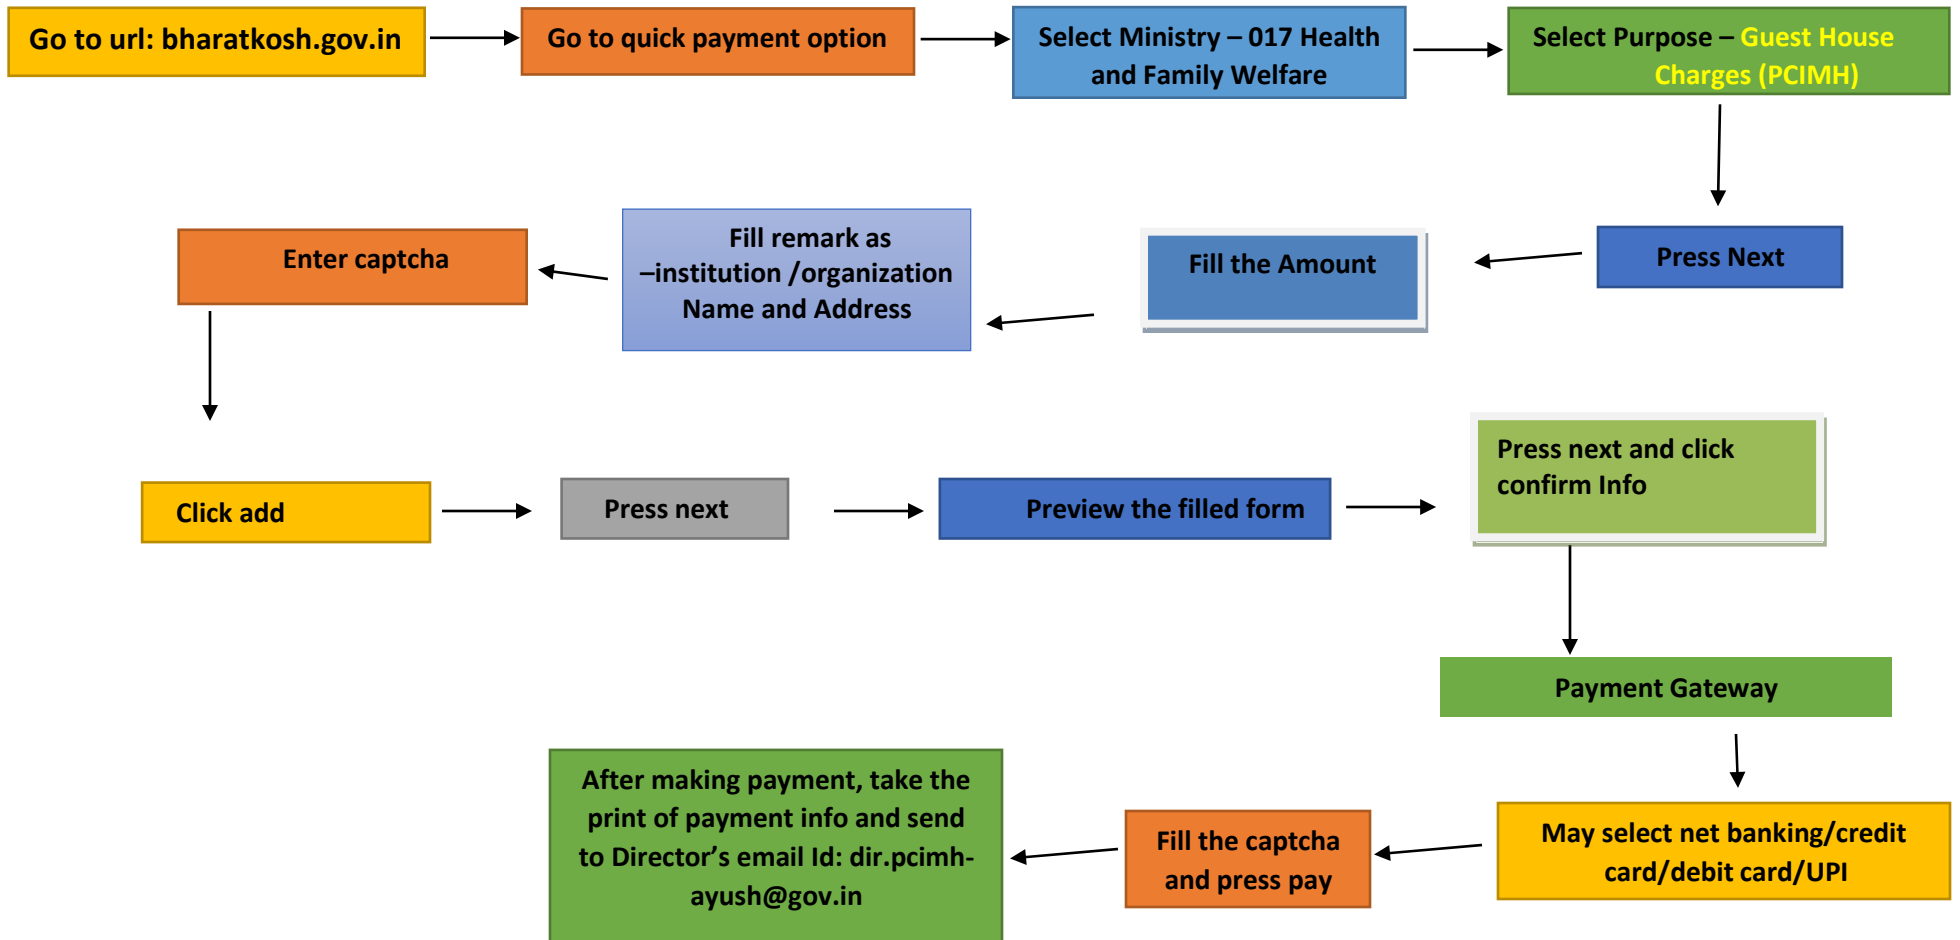 Go to url: bharatkosh.gov.in
Go to quick payment option
Select Ministry – 017 Health
and Family Welfare
Select Purpose – Guest House
Charges (PCIMH)
Press Next
Fill the Amount
Fill remark as
–institution /organization
Name and Address
Enter captcha
Click add
Press next
Preview the filled form
Press next and click
confirm Info
Payment Gateway
May select net banking/credit
card/debit card/UPI
Fill the captcha
and press pay
After making payment, take the
print of payment info and send
to Director’s email Id: dir.pcimh-
ayush@gov.in